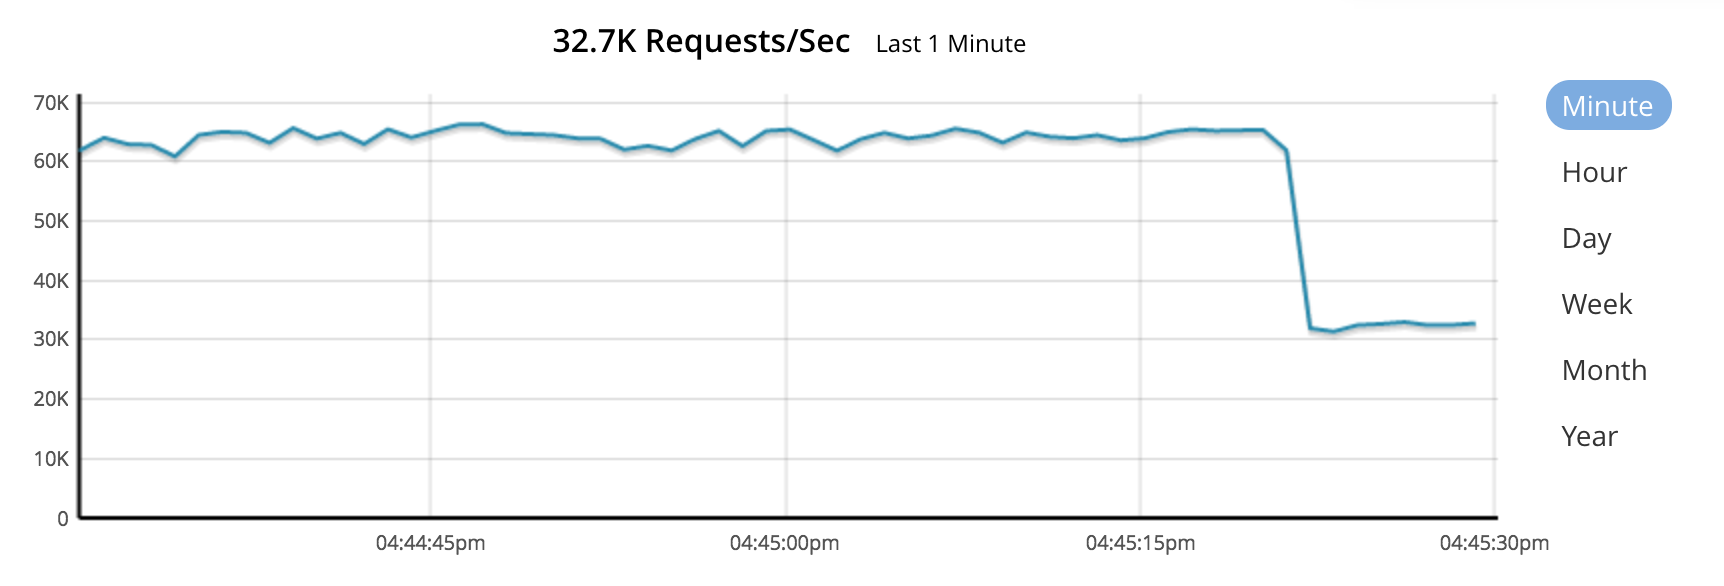 32.7K Requests/Sec Last 1 Minute
70K
60K
50K
40K
30K
20K
10K
0
04:44:45pm 04:45:00pm 04:45:15pm 04:45:30pm
Minute
Hour
Day
Week
Month
Year